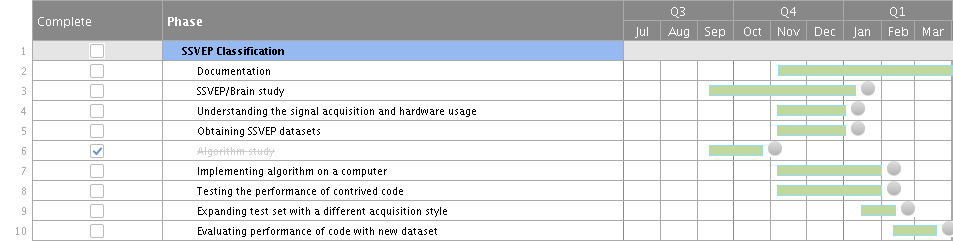 Complete Phase Q3 Q4 Q1
Jul Aug Sep Oct Nov Dec Jan Feb Mar
1 SSVEP Classification
2 Documentation
3 SSVEP/Brain study
4 Understanding the signal acquisition and hardware usage
5 Obtaining SSVEP datasets
6 Algorithm study
7 Implementing algorithm on a computer
8 Testing the performance of contrived code
9 Expanding test set with a different acquisition style
10 Evaluating performance of code with new dataset